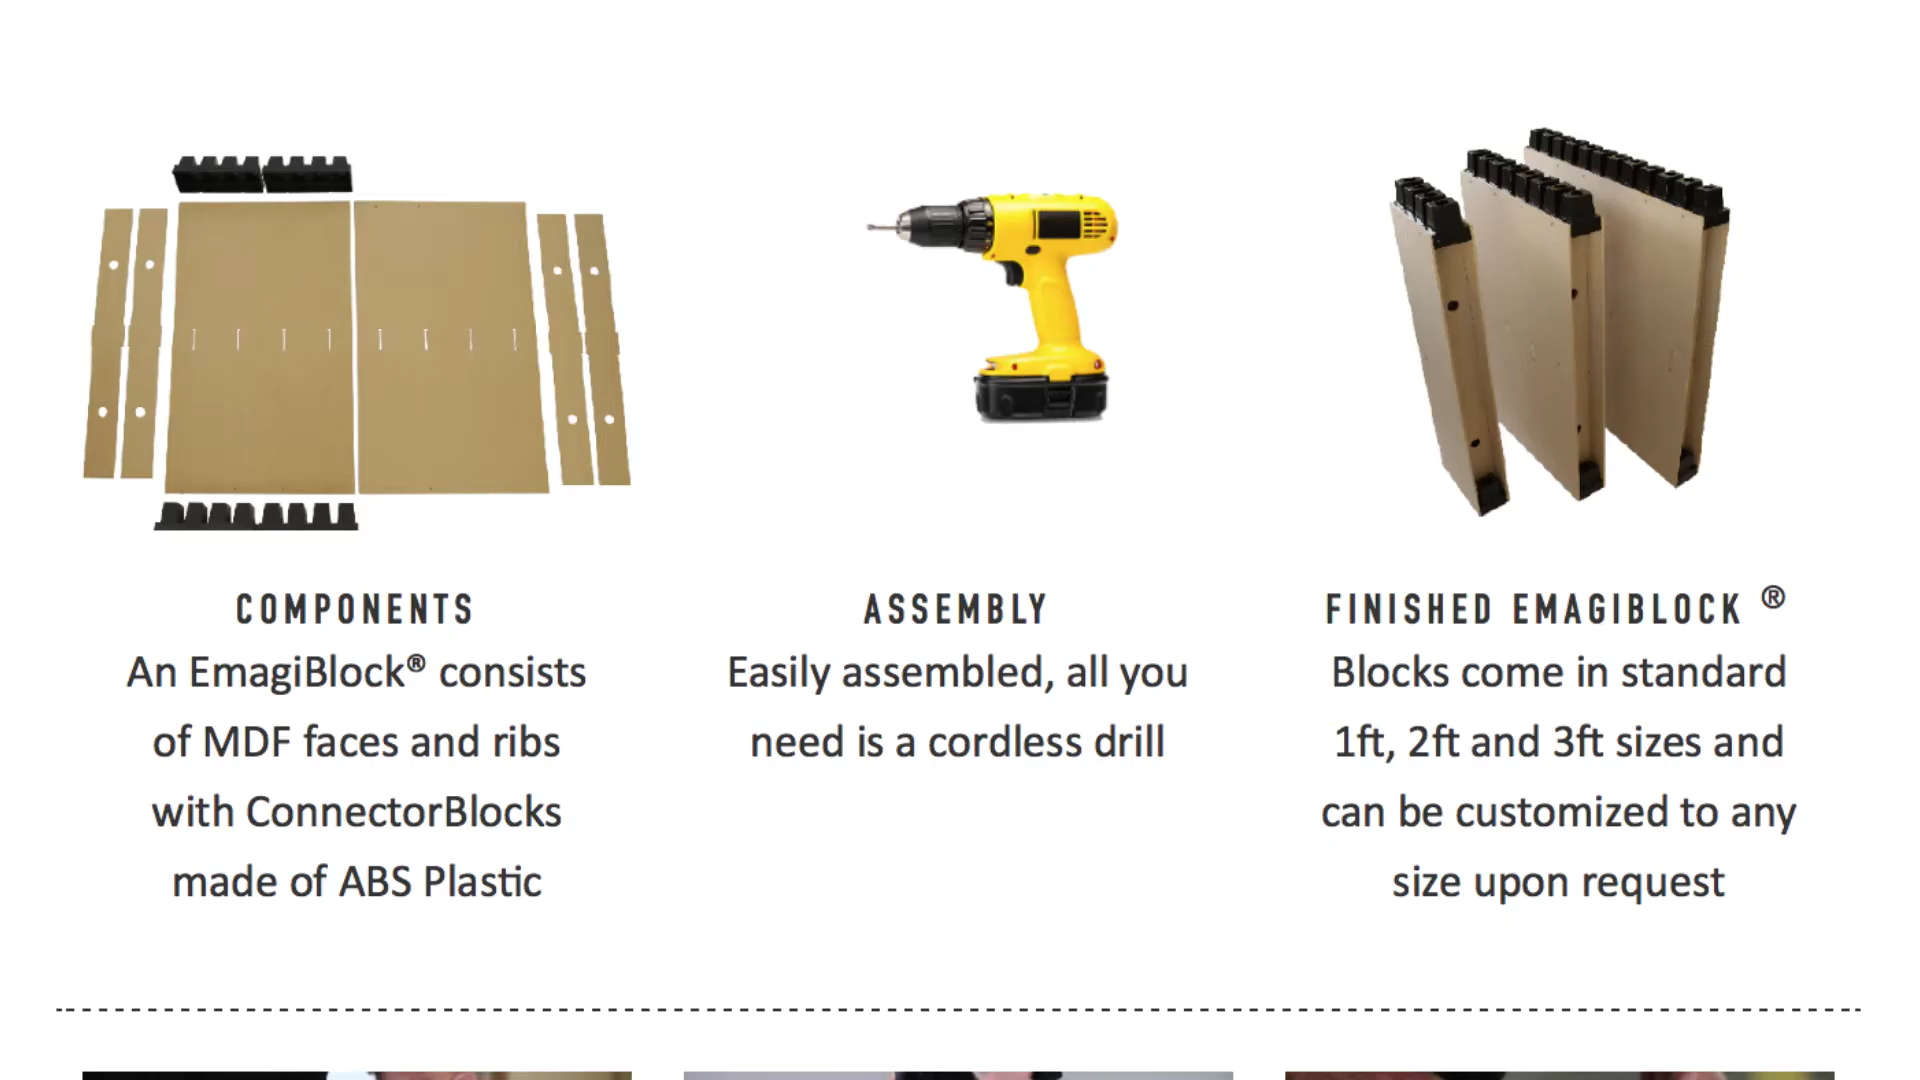 COMPONENTS
An EmagiBlock® consists
of MDF faces and ribs
with ConnectorBlocks
made of ABS Plastic
ASSEMBLY
Easily assembled, all you
need is a cordless drill
FINISHED EMAGIBLOCK ®
Blocks come in standard
1ft, 2ft and 3ft sizes and
can be customized to any
size upon request